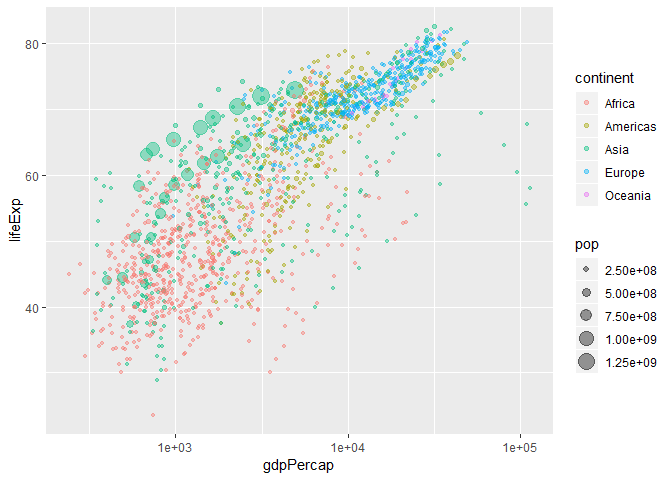 80
60
40
lifeExp
1e+03
1e+04
1e+05
gdpPercap
continent
Africa
Americas
Asia
Europe
Oceania
pop
2.50e+08
5.00e+08
7.50e+08
1.00e+09
1.25e+09